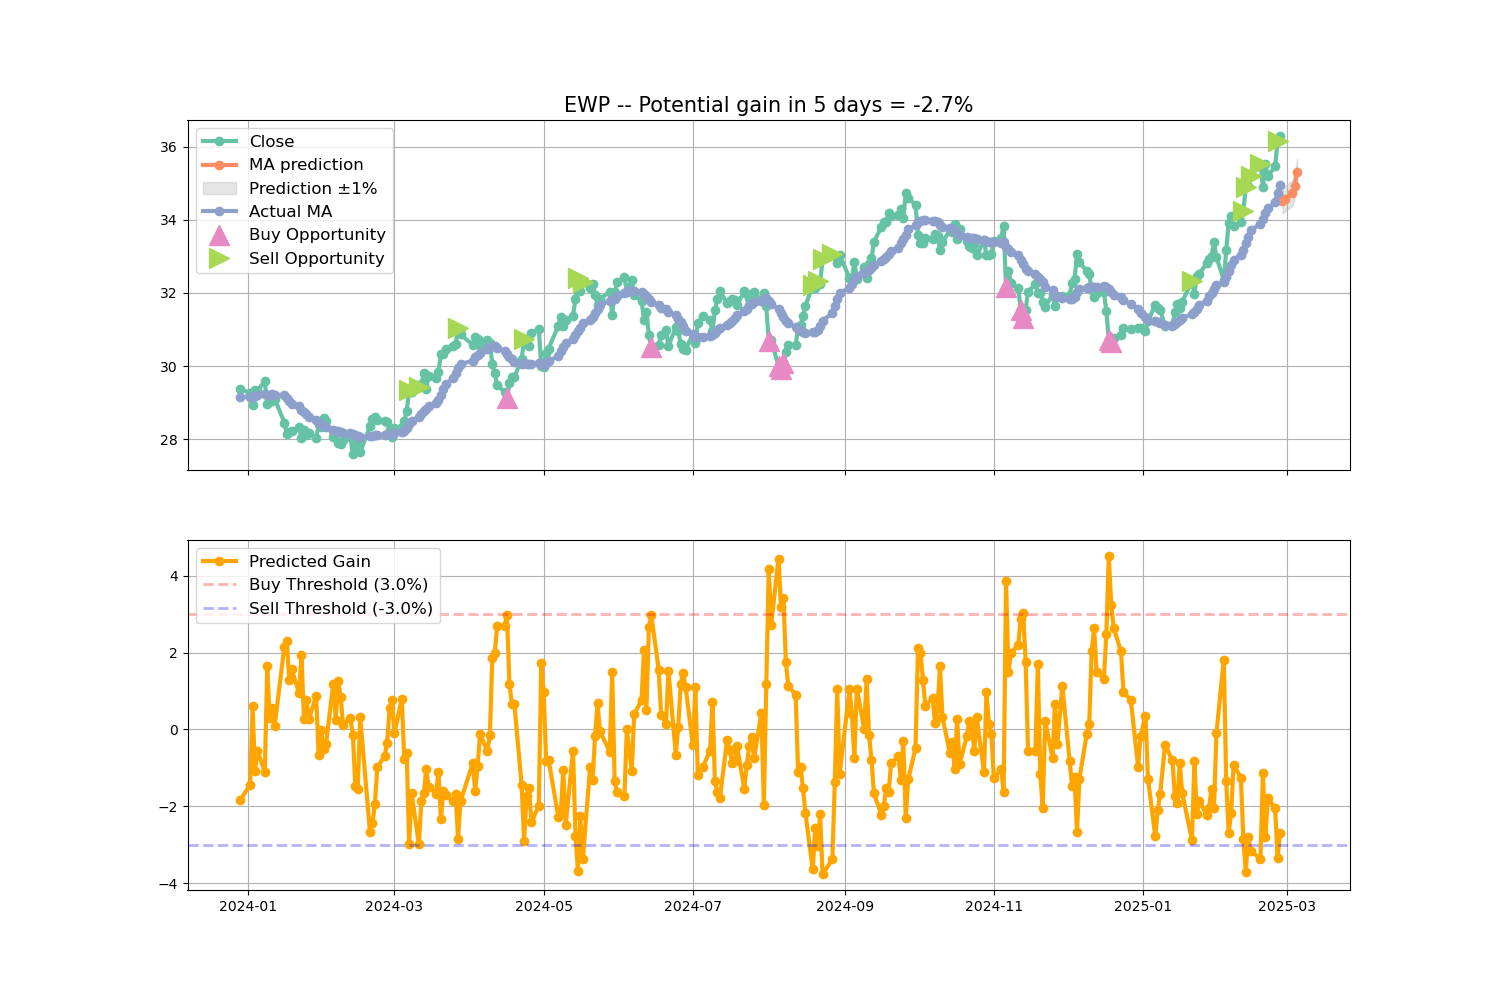 EWP -- Potential gain in 5 days = -2.7%
Close
MA prediction
Prediction ±1%
Actual MA
Buy Opportunity
Sell Opportunity
36
34
32
30
28
Predicted Gain
Buy Threshold (3.0%)
Sell Threshold (-3.0%)
4
2
0
−2
−4
2024-01 2024-03 2024-05 2024-07 2024-09 2024-11 2025-01 2025-03